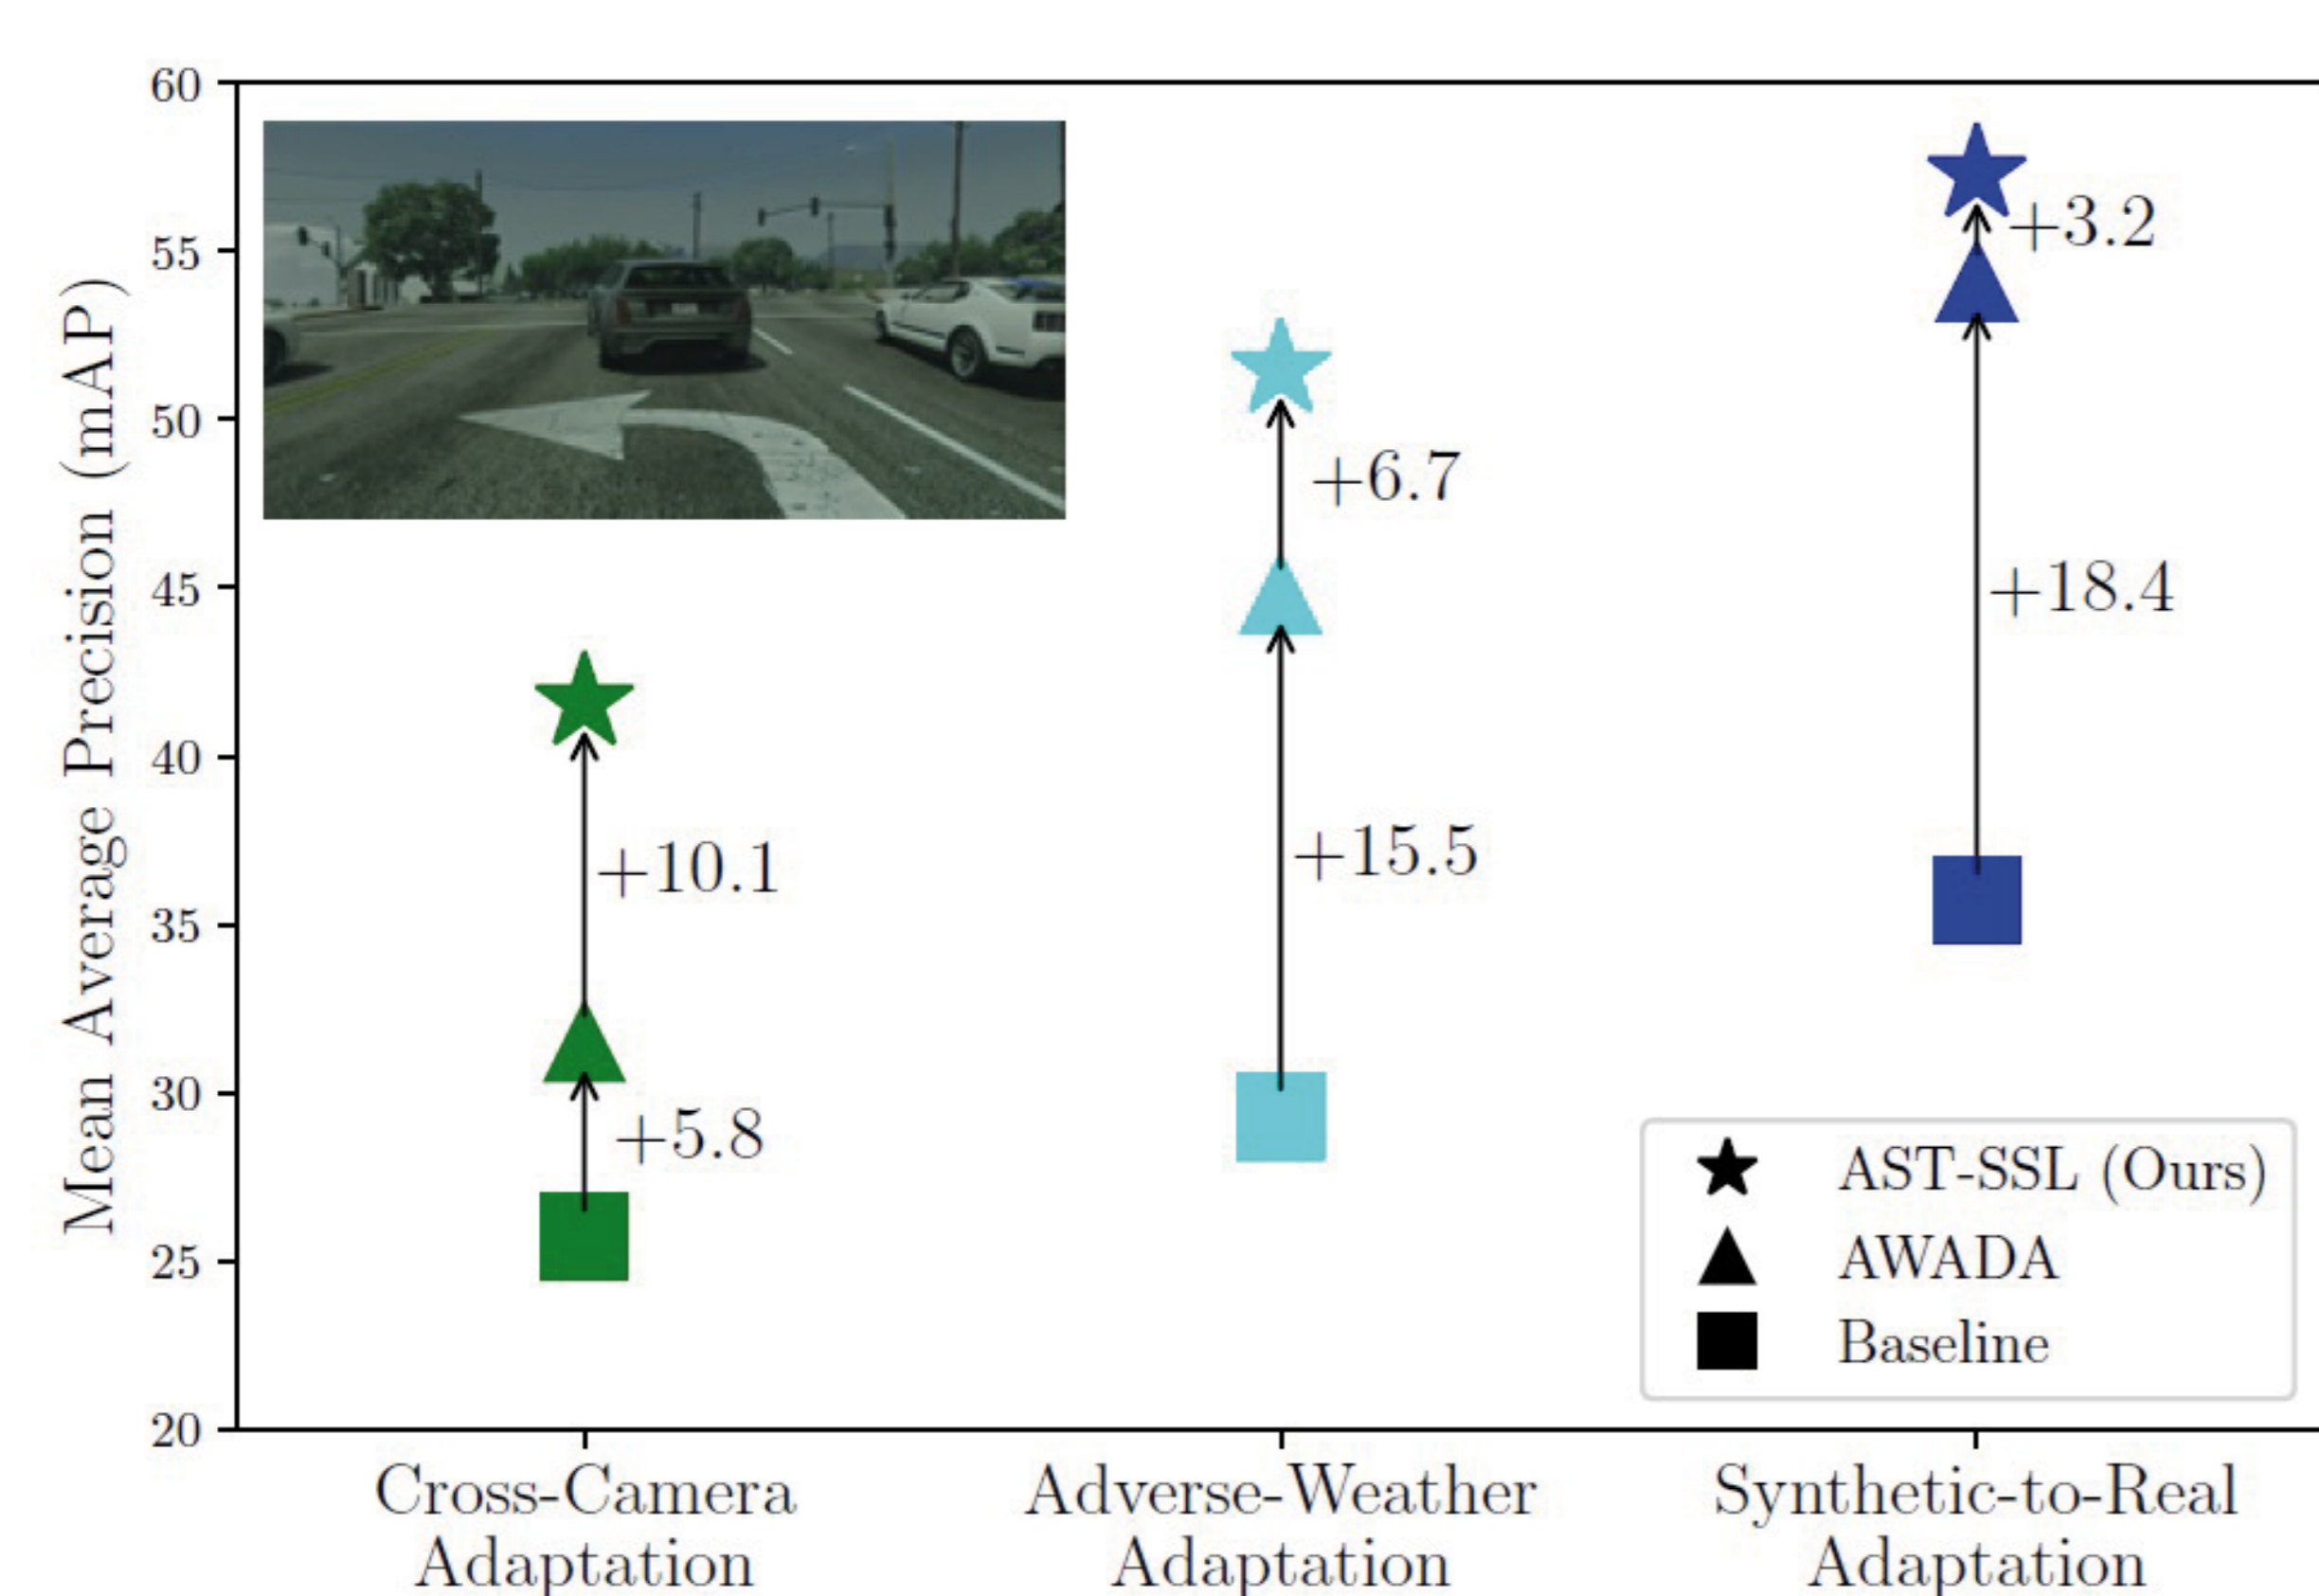 Mean Average Precision (mAP)
60
55
50
45
40
35
30
25
20
+10.1
+5.8
+6.7
+15.5
+3.2
+18.4
AST-SSL (Ours)
AWADA
Baseline
Cross-Camera
Adaptation
Adverse-Weather
Adaptation
Synthetic-to-Real
Adaptation